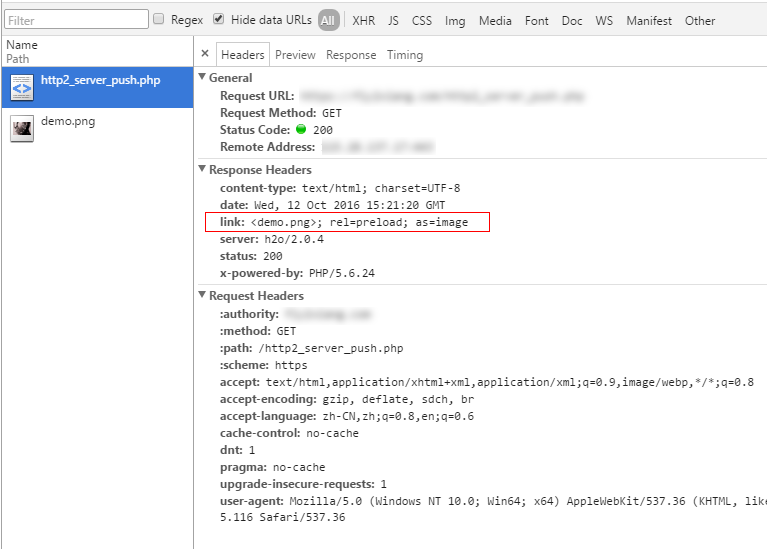 Filter Regex Hide data URLs All XHR JS CSS Img Media Font Doc WS Manifest Other
Name
Path
http2_server_push.php
demo.png
× Headers Preview Response Timing
General
Request URL:
Request Method: GET
Status Code: 200
Remote Address:
Response Headers
content-type: text/html; charset=UTF-8
date: Wed, 12 Oct 2016 15:21:20 GMT
link: <demo.png>; rel=preload; as=image
server: h2o/2.0.4
status: 200
x-powered-by: PHP/5.6.24
Request Headers
:authority:
:method: GET
:path: /http2_server_push.php
:scheme: https
accept: text/html,application/xhtml+xml,application/xml;q=0.9,image/webp,*/*;q=0.8
accept-encoding: gzip, deflate, sdch, br
accept-language: zh-CN,zh;q=0.8,en;q=0.6
cache-control: no-cache
dnt: 1
pragma: no-cache
upgrade-insecure-requests: 1
user-agent: Mozilla/5.0 (Windows NT 10.0; Win64; x64) AppleWebKit/537.36 (KHTML, like
5.116 Safari/537.36